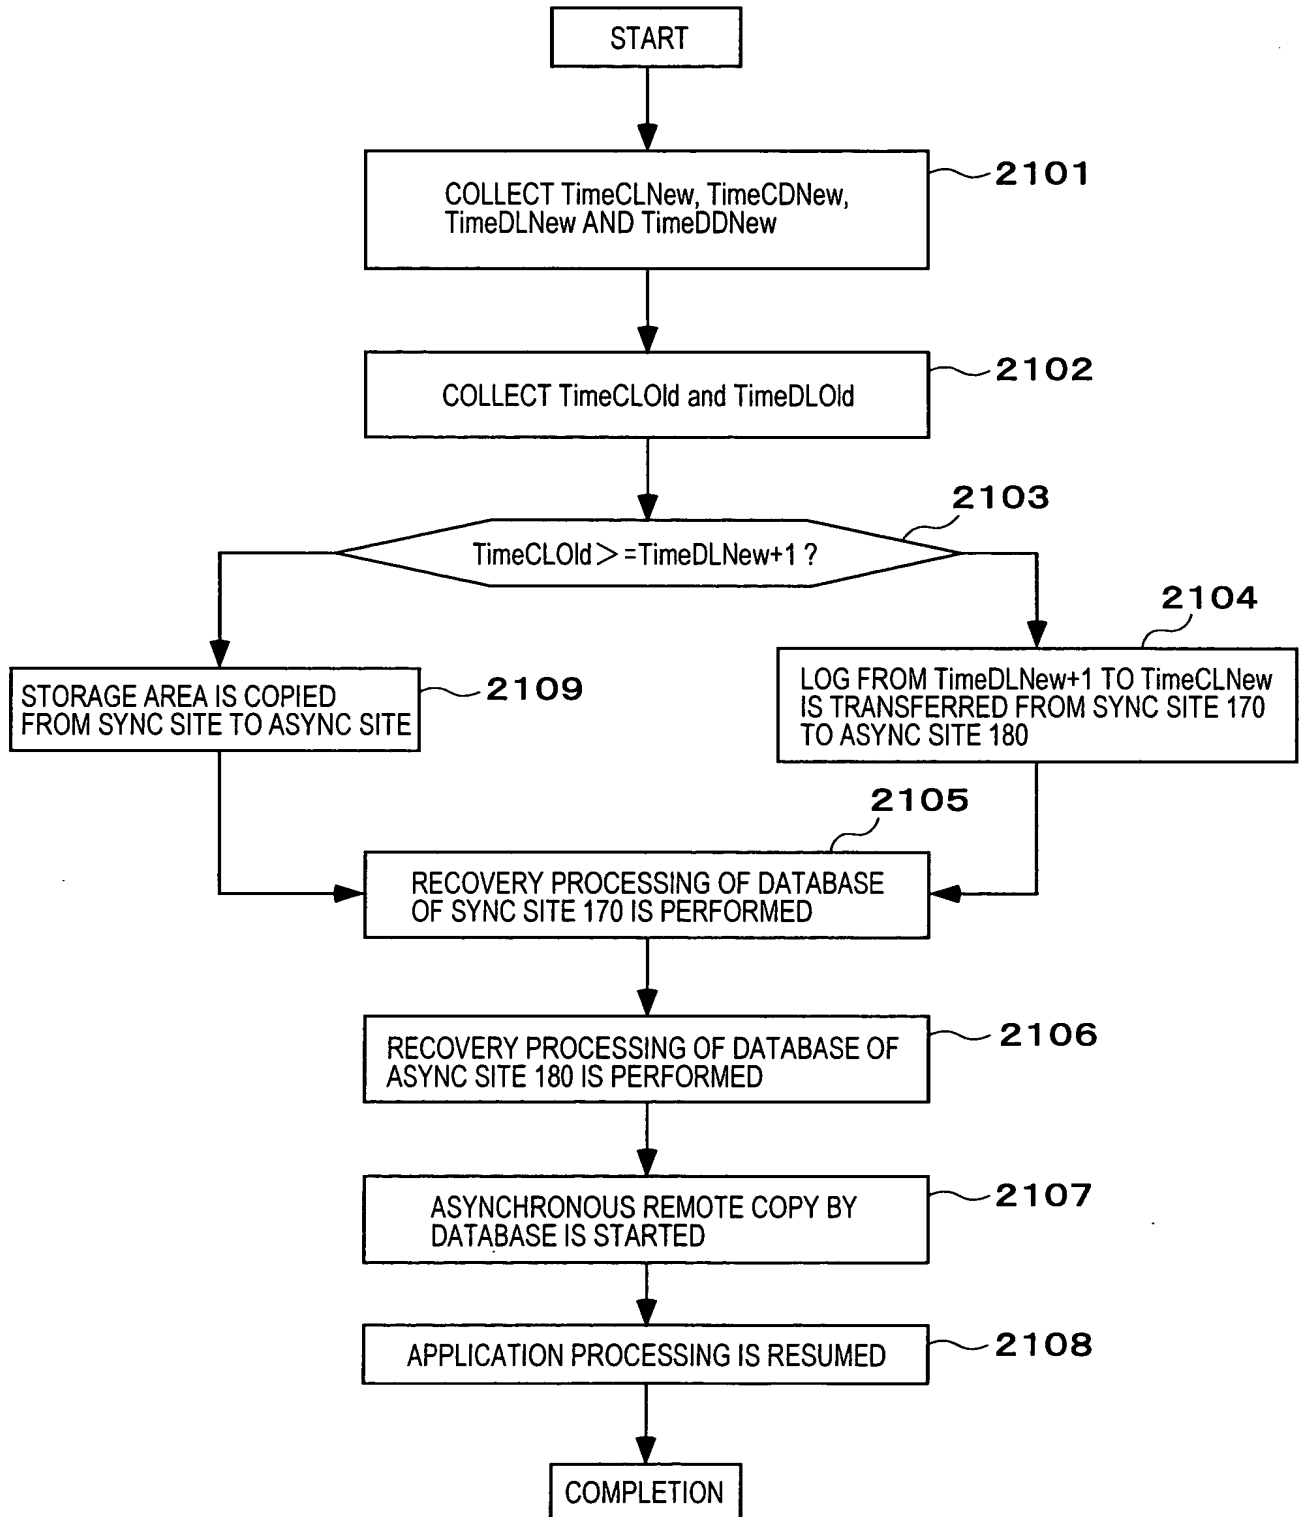 START
2101
COLLECT TimeCLNew, TimeCDNew,
TimeDLNew AND TimeDDNew
2102
COLLECT TimeCLOld and TimeDLOld
2103
TimeCLOld > =TimeDLNew+1 ?
2104
LOG FROM TimeDLNew+1 TO TimeCLNew
IS TRANSFERRED FROM SYNC SITE 170
TO ASYNC SITE 180
2109
STORAGE AREA IS COPIED
FROM SYNC SITE TO ASYNC SITE
2105
RECOVERY PROCESSING OF DATABASE
OF SYNC SITE 170 IS PERFORMED
2106
RECOVERY PROCESSING OF DATABASE OF
ASYNC SITE 180 IS PERFORMED
2107
ASYNCHRONOUS REMOTE COPY BY
DATABASE IS STARTED
2108
APPLICATION PROCESSING IS RESUMED
COMPLETION